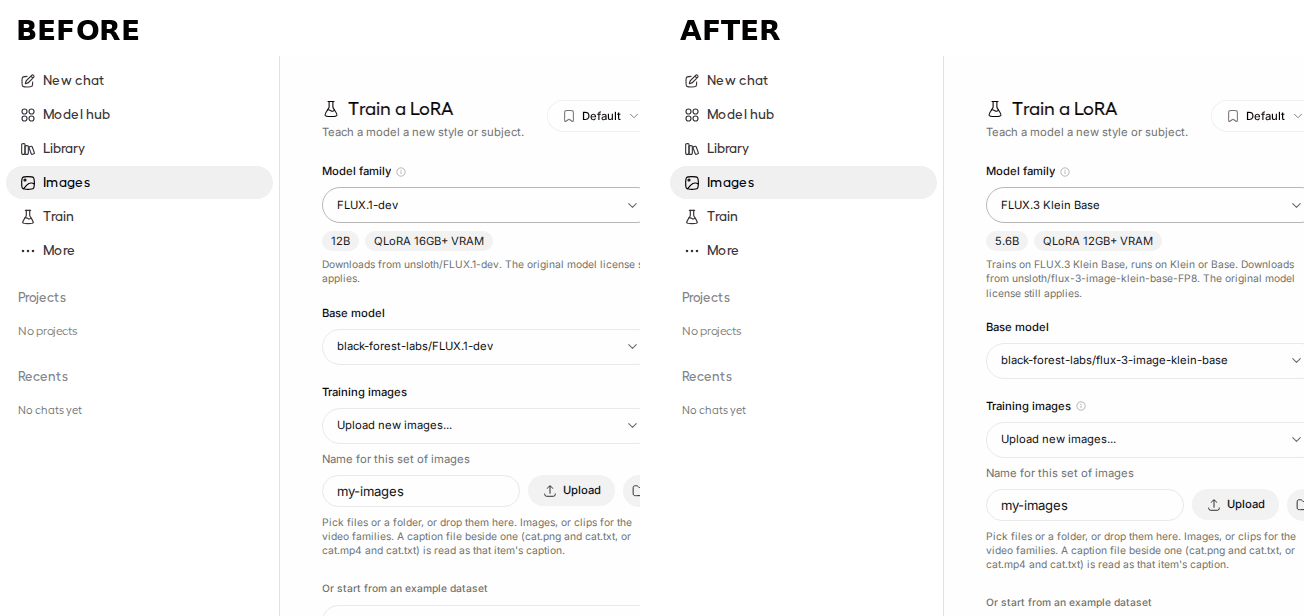 BEFORE
New chat
Model hub
Library
Images
Train
More
Projects
No projects
Recents
No chats yet
Train a LoRA
Default
Teach a model a new style or subject.
Model family
FLUX.1-dev
12B
QLoRA 16GB+ VRAM
Downloads from unsloth/FLUX.1-dev. The original model license
applies.
Base model
black-forest-labs/FLUX.1-dev
Training images
Upload new images...
Name for this set of images
my-images
Upload
Pick files or a folder, or drop them here. Images, or clips for the
video families. A caption file beside one (cat.png and cat.txt, or
cat.mp4 and cat.txt) is read as that item's caption.
Or start from an example dataset
AFTER
New chat
Model hub
Library
Images
Train
More
Projects
No projects
Recents
No chats yet
Train a LoRA
Default
Teach a model a new style or subject.
Model family
FLUX.3 Klein Base
5.6B
QLoRA 12GB+ VRAM
Trains on FLUX.3 Klein Base, runs on Klein or Base. Downloads
from unsloth/flux-3-image-klein-base-FP8. The original model
license still applies.
Base model
black-forest-labs/flux-3-image-klein-base
Training images
Upload new images...
Name for this set of images
my-images
Upload
Pick files or a folder, or drop them here. Images, or clips for the
video families. A caption file beside one (cat.png and cat.txt, or
cat.mp4 and cat.txt) is read as that item's caption.
Or start from an example dataset